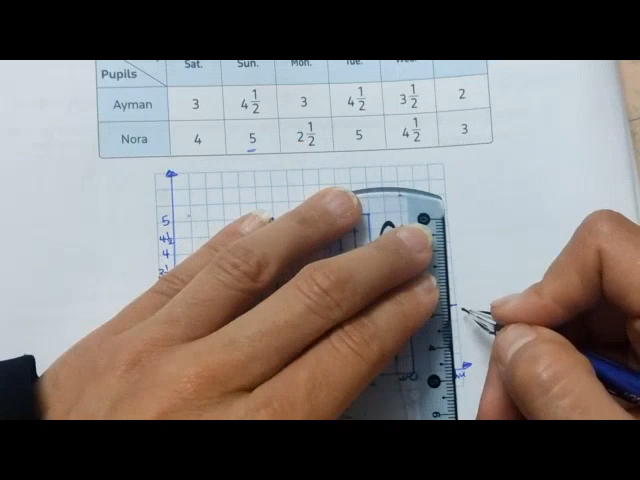 Sat. Sun. Mon. Tue. Wed.
Pupils
Ayman 3 4 1/2 3 4 1/2 3 1/2 2
Nora 4 5 2 1/2 5 4 1/2 3
5
4 1/2
4